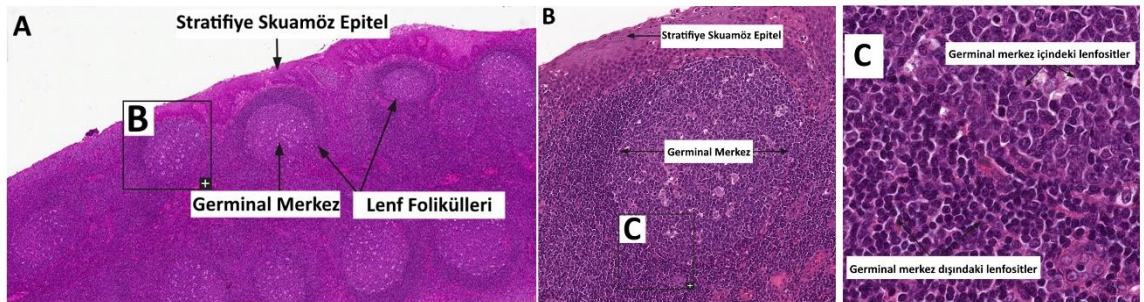 A
Stratifiye Skuamöz Epitel
B
Germinal Merkez
Lenf Folikülleri
B
Stratifiye Skuamöz Epitel
Germinal Merkez
C
C
Germinal merkez içindeki lenfositler
Germinal merkez dışındaki lenfositler